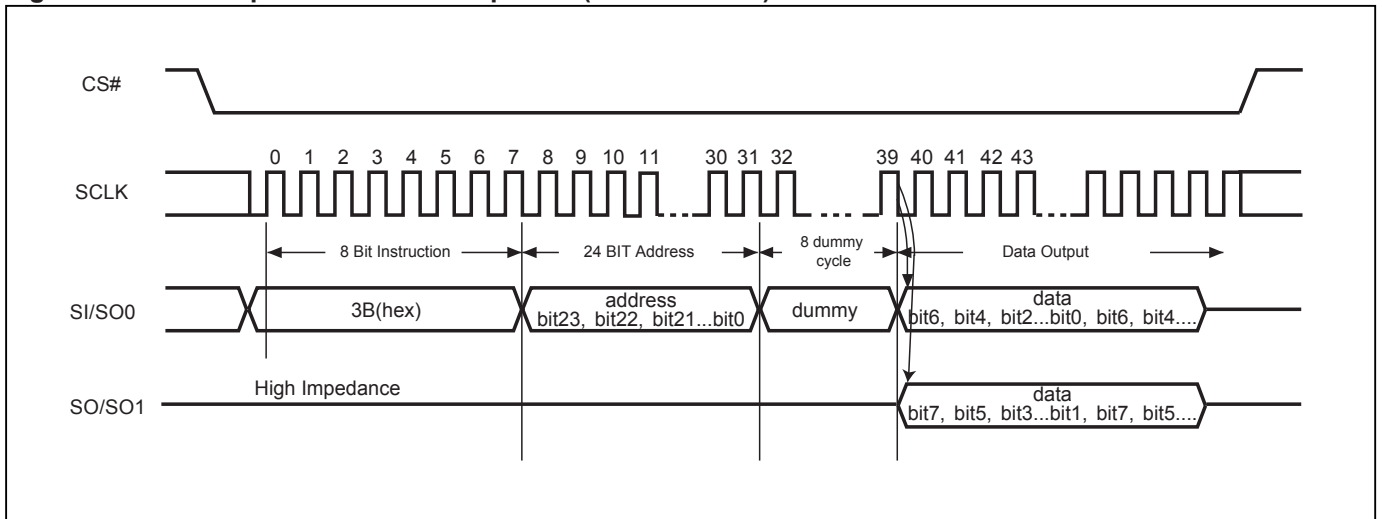 CS#
0 1 2 3 4 5 6 7 8 9 10 11 30 31 32 39 40 41 42 43
SCLK
8 Bit Instruction 24 BIT Address 8 dummy cycle Data Output
SI/SO0 3B(hex) address
bit23, bit22, bit21...bit0 dummy data
bit6, bit4, bit2...bit0, bit6, bit4....
High Impedance
SO/SO1 data
bit7, bit5, bit3...bit1, bit7, bit5....